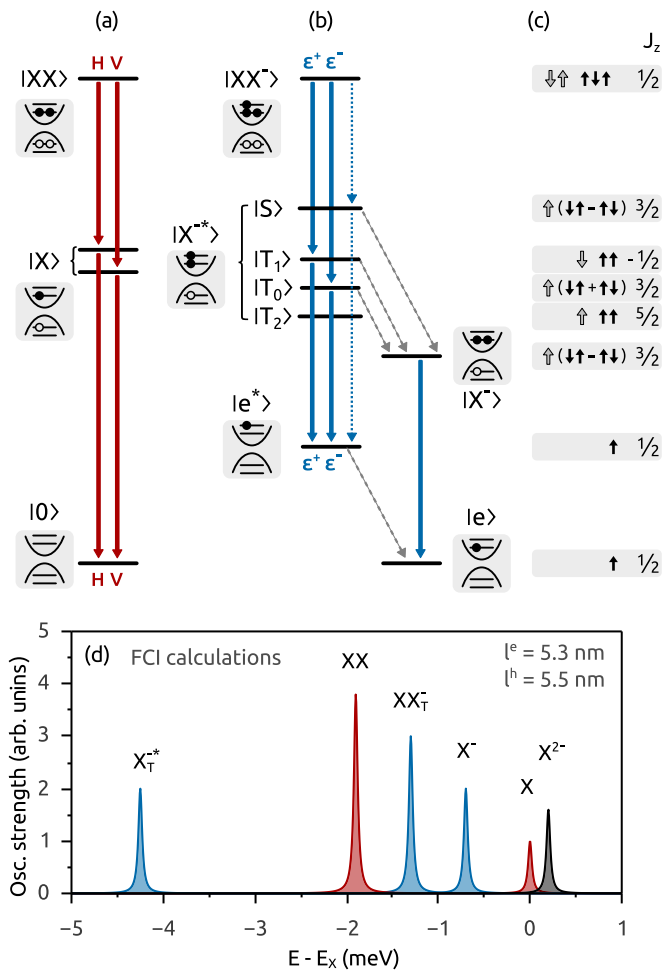 (a) (b) (c)
J_z
H V
ε⁺ ε⁻
|XX⟩
|XX⁻⟩
⇩⇧ ↑↓↑ 1/2
|S⟩
⇧(↓↑-↑↓) 3/2
|X⁻*⟩
|X⟩
|T₁⟩
⇩ ↑↑ -1/2
|T₀⟩
⇧(↓↑+↑↓) 3/2
|T₂⟩
⇧ ↑↑ 5/2
⇧(↓↑-↑↓) 3/2
|X⁻⟩
|e*⟩
↑ 1/2
ε⁺ ε⁻
|0⟩
|e⟩
↑ 1/2
H V
(d) FCI calculations
lᵉ = 5.3 nm
lʰ = 5.5 nm
X_T⁻*
XX
XX_T⁻
X⁻
X
X²⁻
Osc. strength (arb. unins)
5
4
3
2
1
0
−5 −4 −3 −2 −1 0 1
E - E_X (meV)